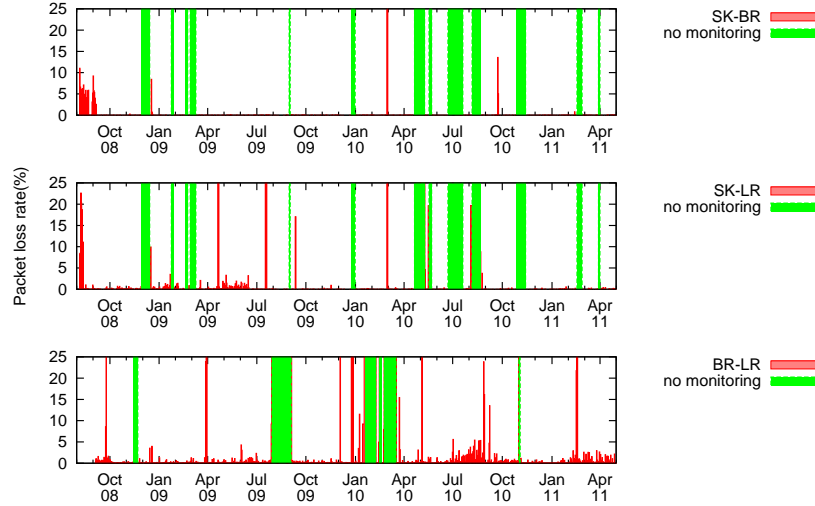 25
20
15
10
5
0
Oct Jan Apr Jul Oct Jan Apr Jul Oct Jan Apr
08 09 09 09 09 10 10 10 10 11 11
SK-BR
no monitoring
Packet loss rate(%)
25
20
15
10
5
0
Oct Jan Apr Jul Oct Jan Apr Jul Oct Jan Apr
08 09 09 09 09 10 10 10 10 11 11
SK-LR
no monitoring
25
20
15
10
5
0
Oct Jan Apr Jul Oct Jan Apr Jul Oct Jan Apr
08 09 09 09 09 10 10 10 10 11 11
BR-LR
no monitoring